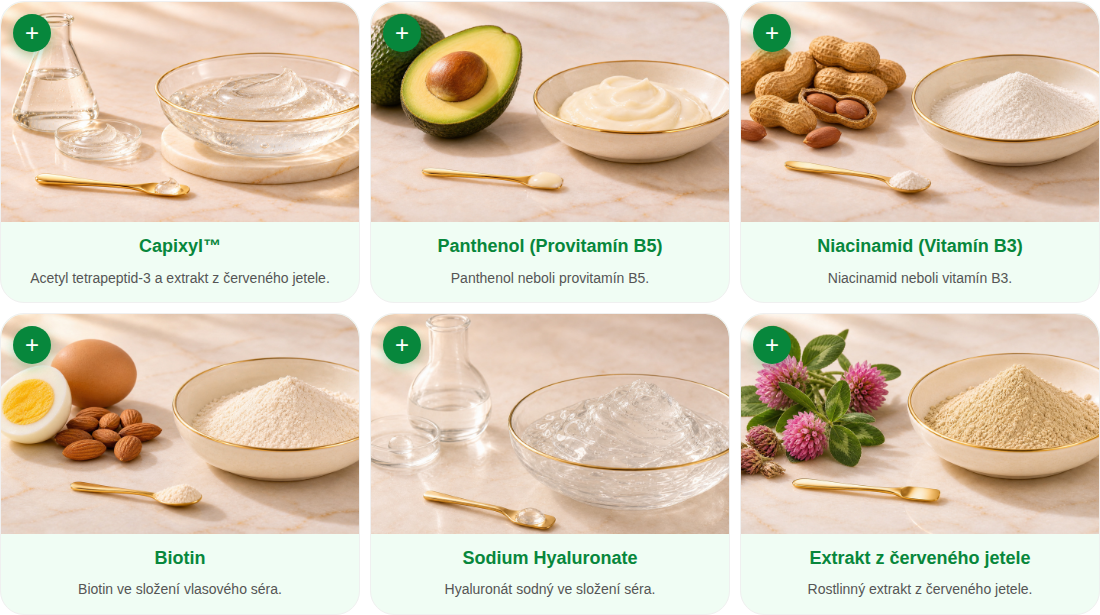 +
+
+
Capixyl™
Acetyl tetrapeptid-3 a extrakt z červeného jetele.
Panthenol (Provitamín B5)
Panthenol neboli provitamín B5.
Niacinamid (Vitamín B3)
Niacinamid neboli vitamín B3.
+
+
+
Biotin
Biotin ve složení vlasového séra.
Sodium Hyaluronate
Hyaluronát sodný ve složení séra.
Extrakt z červeného jetele
Rostlinný extrakt z červeného jetele.